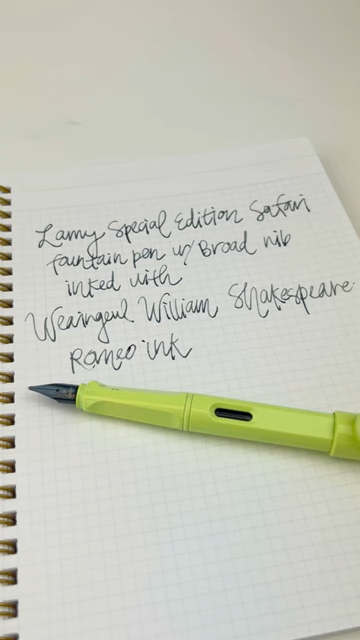 Lamy Special Edition Safari
fountain pen w/ Broad nib
inked with
Wearingeul William Shakespeare
Romeo ink